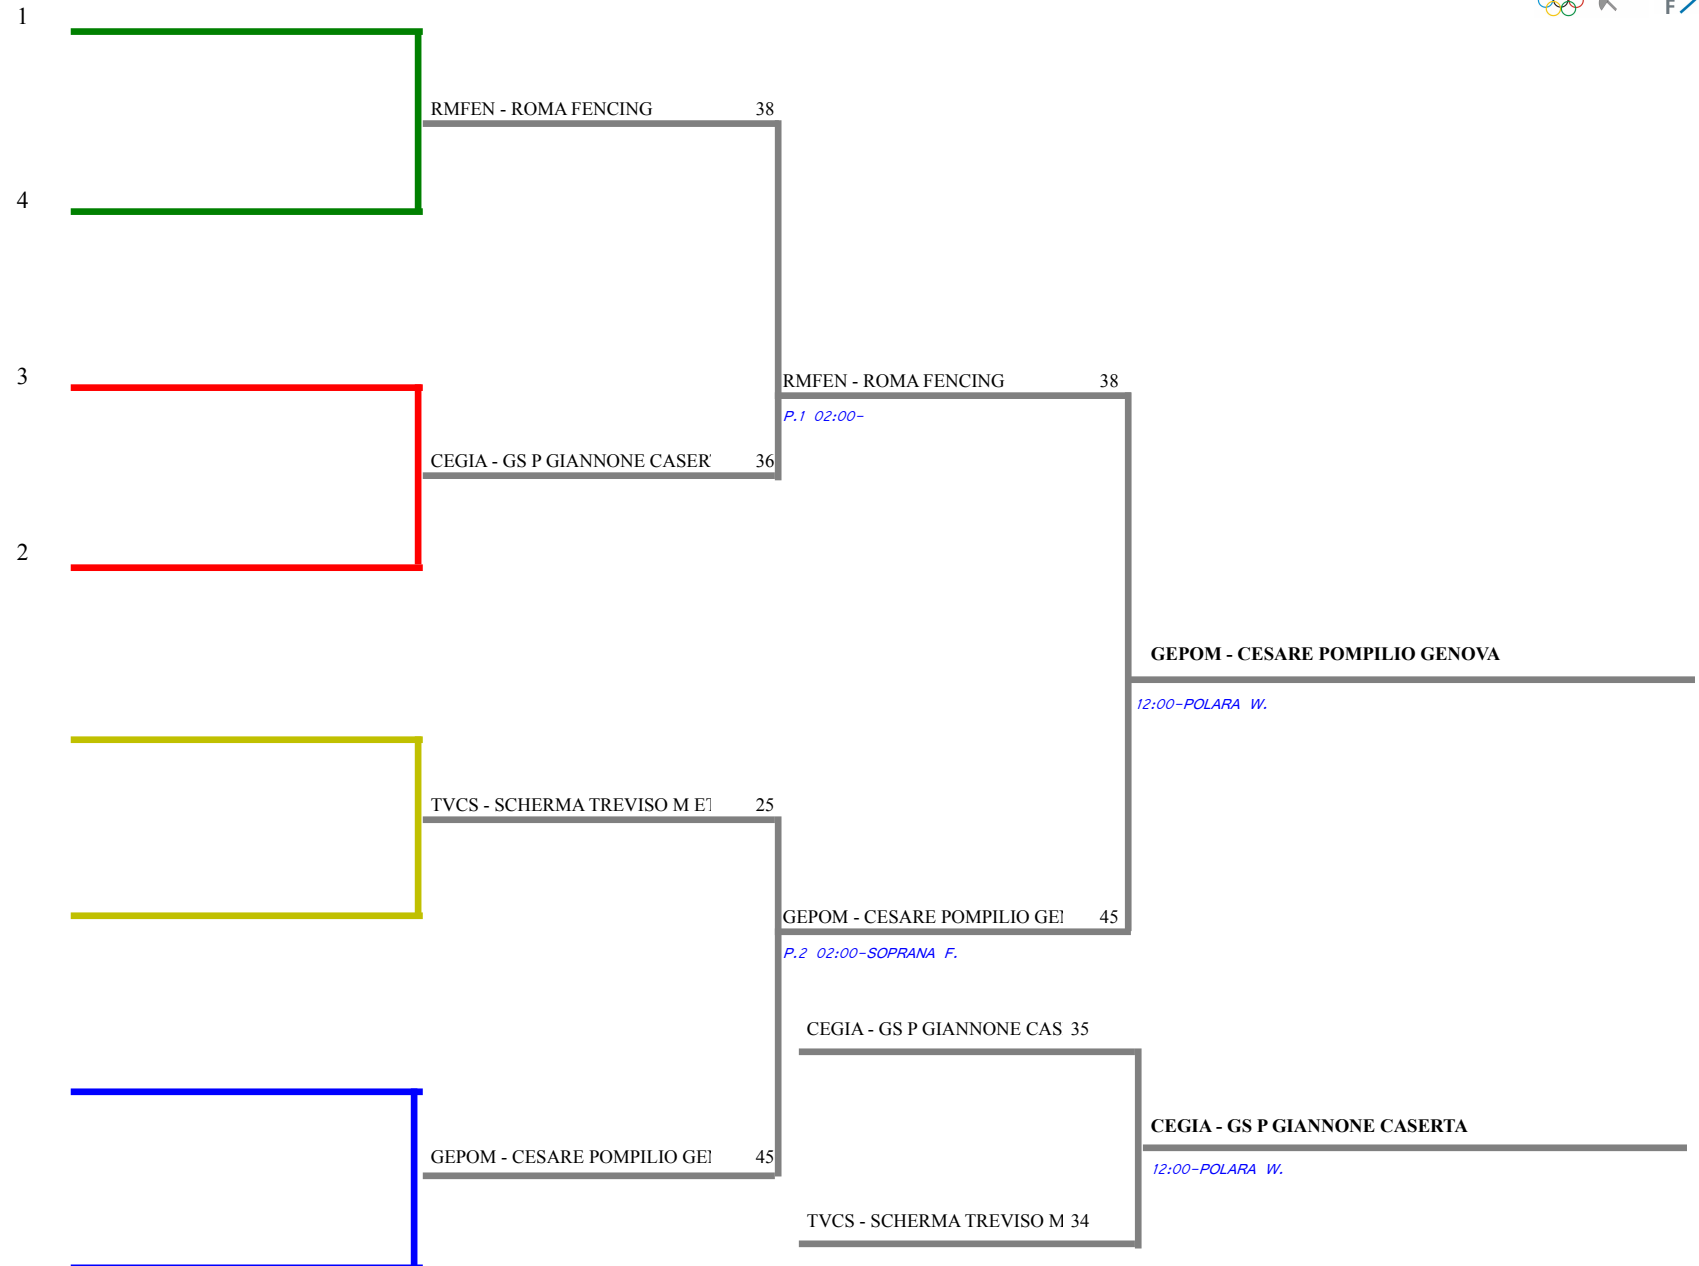 1
F
RMFEN - ROMA FENCING 38
4
3
RMFEN - ROMA FENCING 38
P.1 02:00-
CEGIA - GS P GIANNONE CASER 36
2
GEPOM - CESARE POMPILIO GENOVA
12:00-POLARA W.
TVCS - SCHERMA TREVISO M ET 25
GEPOM - CESARE POMPILIO GE 45
P.2 02:00-SOPRANA F.
CEGIA - GS P GIANNONE CAS 35
CEGIA - GS P GIANNONE CASERTA
GEPOM - CESARE POMPILIO GE 45
12:00-POLARA W.
TVCS - SCHERMA TREVISO M 34